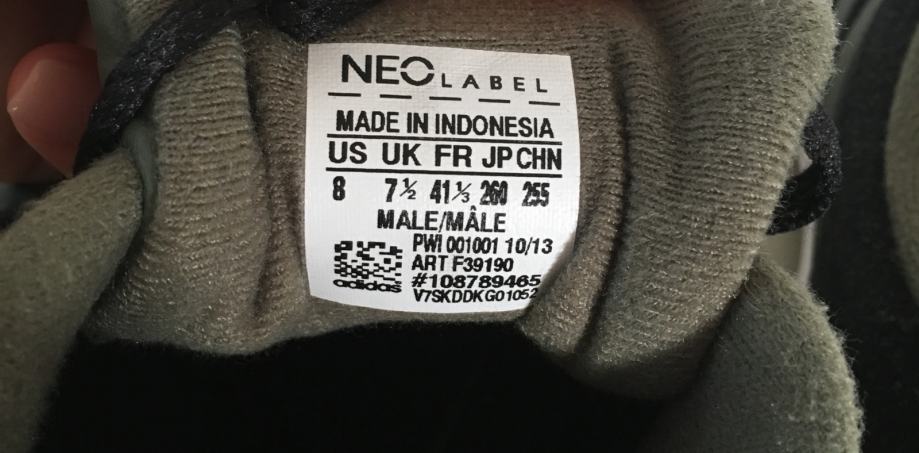 NEO LABEL
MADE IN INDONESIA
US UK FR JP CHN
8 7½ 41⅓ 260 255
MALE/MÂLE
PWI 001001 10/13
ART F39190
#108789465
adidas
V7SKDDKG01052